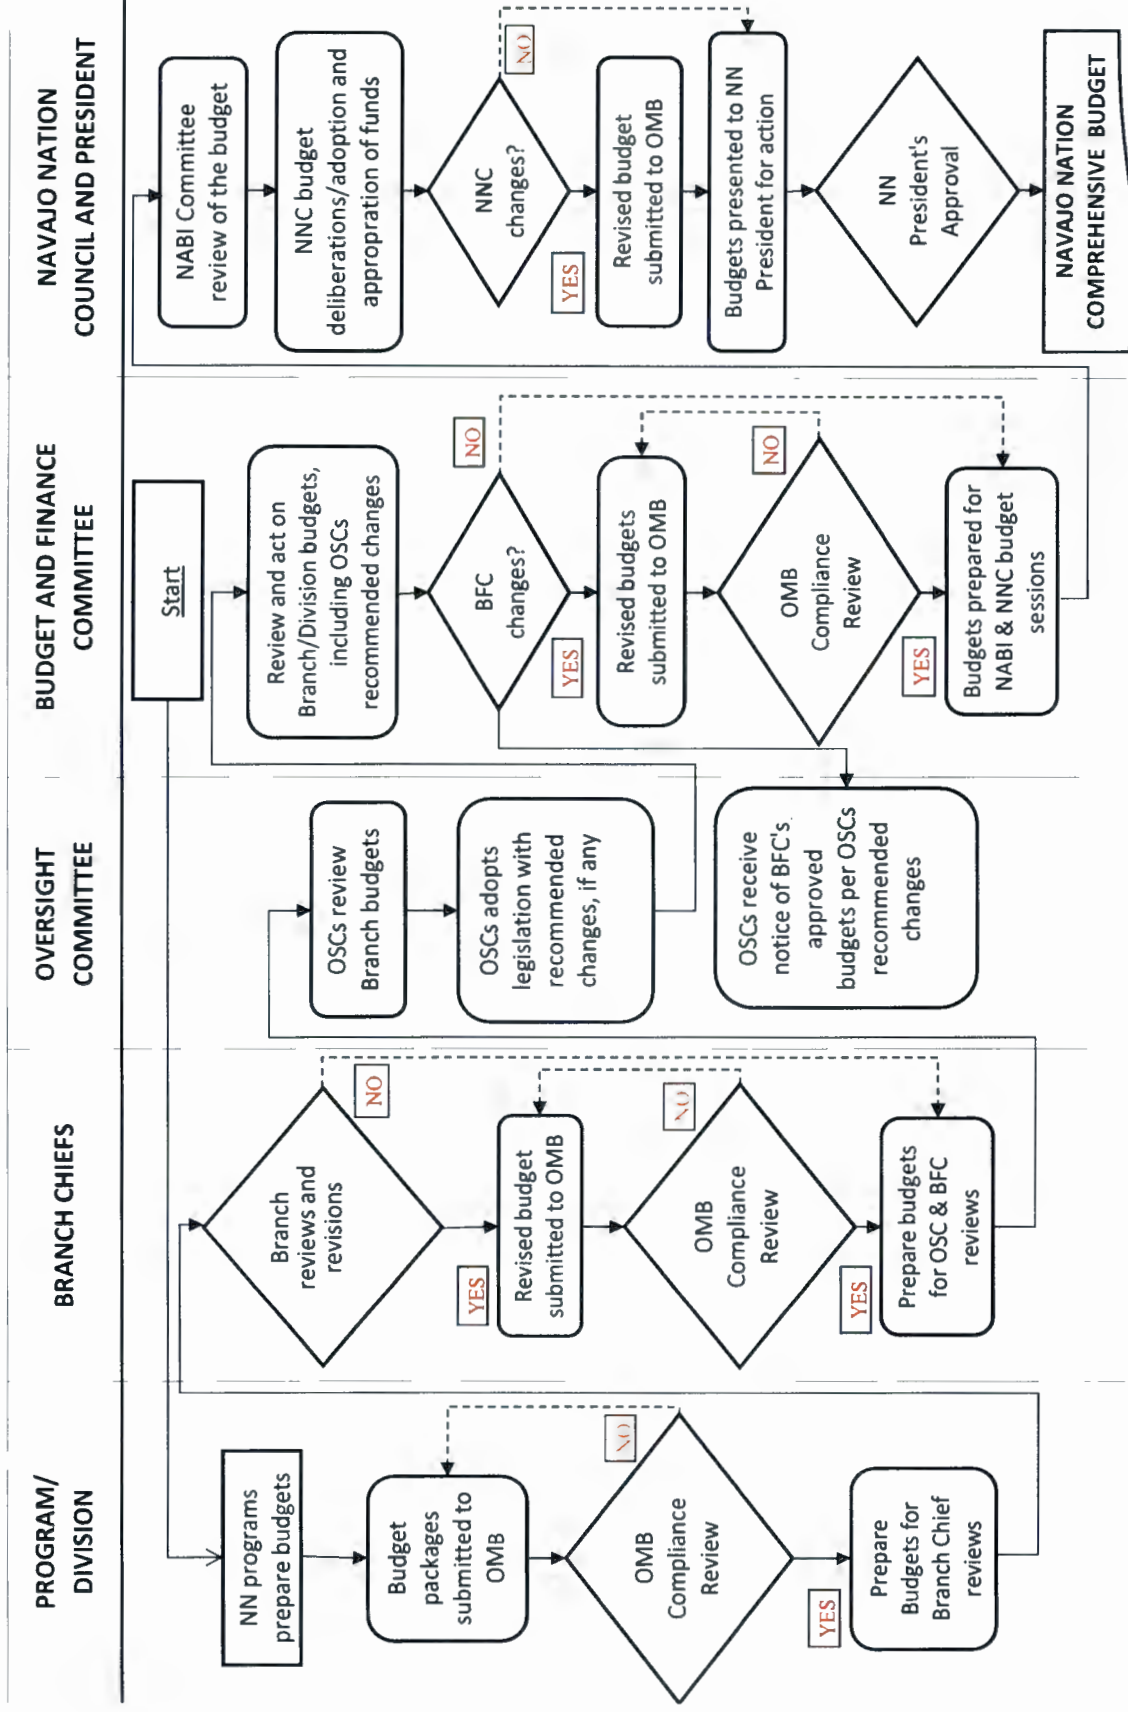 PROGRAM/
DIVISION
NN programs
prepare budgets
Budget
packages
submitted to
OMB
OMB
Compliance
Review
NO
YES
Prepare
Budgets for
Branch Chief
reviews
BRANCH CHIEFS
Branch
reviews and
revisions
NO
YES
Revised budget
submitted to OMB
OMB
Compliance
Review
NO
YES
Prepare budgets
for OSC & BFC
reviews
OVERSIGHT
COMMITTEE
OSCs review
Branch budgets
OSCs adopts
legislation with
recommended
changes, if any
OSCs receive
notice of BFC's
approved
budgets per OSCs
recommended
changes
BUDGET AND FINANCE
COMMITTEE
Start
Review and act on
Branch/Division budgets,
including OSCs
recommended changes
BFC
changes?
NO
YES
Revised budgets
submitted to OMB
OMB
Compliance
Review
NO
YES
Budgets prepared for
NABI & NNC budget
sessions
NAVAJO NATION
COUNCIL AND PRESIDENT
NABI Committee
review of the budget
NNC budget
deliberations/adoption and
appropration of funds
NNC
changes?
NO
YES
Revised budget
submitted to OMB
Budgets presented to NN
President for action
NN
President's
Approval
NAVAJO NATION
COMPREHENSIVE BUDGET